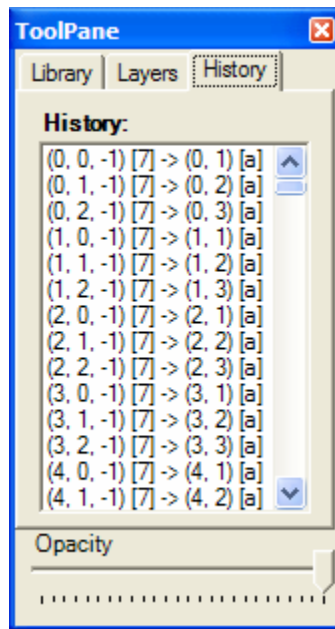 ToolPane
Library Layers History
History:
(0, 0, -1) [7] -> (0, 1) [a]
(0, 1, -1) [7] -> (0, 2) [a]
(0, 2, -1) [7] -> (0, 3) [a]
(1, 0, -1) [7] -> (1, 1) [a]
(1, 1, -1) [7] -> (1, 2) [a]
(1, 2, -1) [7] -> (1, 3) [a]
(2, 0, -1) [7] -> (2, 1) [a]
(2, 1, -1) [7] -> (2, 2) [a]
(2, 2, -1) [7] -> (2, 3) [a]
(3, 0, -1) [7] -> (3, 1) [a]
(3, 1, -1) [7] -> (3, 2) [a]
(3, 2, -1) [7] -> (3, 3) [a]
(4, 0, -1) [7] -> (4, 1) [a]
(4, 1, -1) [7] -> (4, 2) [a]
Opacity